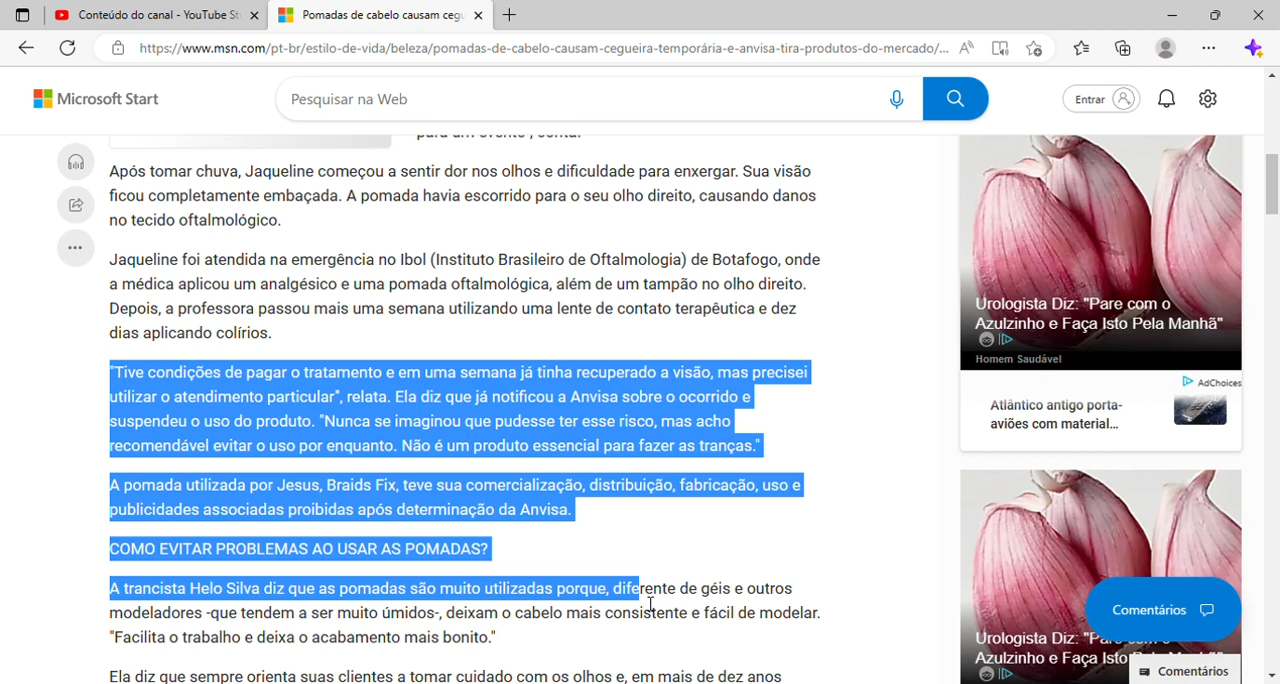 Conteúdo do canal - YouTube St
Pomadas de cabelo causam cegu
https://www.msn.com/pt-br/estilo-de-vida/beleza/pomadas-de-cabelo-causam-cegueira-temporária-e-anvisa-tira-produtos-do-mercado/...
Microsoft Start
Pesquisar na Web
Entrar
para um evento", conta.
Após tomar chuva, Jaqueline começou a sentir dor nos olhos e dificuldade para enxergar. Sua visão
ficou completamente embaçada. A pomada havia escorrido para o seu olho direito, causando danos
no tecido oftalmológico.
Jaqueline foi atendida na emergência no Ibol (Instituto Brasileiro de Oftalmologia) de Botafogo, onde
a médica aplicou um analgésico e uma pomada oftalmológica, além de um tampão no olho direito.
Depois, a professora passou mais uma semana utilizando uma lente de contato terapêutica e dez
dias aplicando colírios.
"Tive condições de pagar o tratamento e em uma semana já tinha recuperado a visão, mas precisei
utilizar o atendimento particular", relata. Ela diz que já notificou a Anvisa sobre o ocorrido e
suspendeu o uso do produto. "Nunca se imaginou que pudesse ter esse risco, mas acho
recomendável evitar o uso por enquanto. Não é um produto essencial para fazer as tranças."
A pomada utilizada por Jesus, Braids Fix, teve sua comercialização, distribuição, fabricação, uso e
publicidades associadas proibidas após determinação da Anvisa.
COMO EVITAR PROBLEMAS AO USAR AS POMADAS?
A trancista Helo Silva diz que as pomadas são muito utilizadas porque, diferente de géis e outros
modeladores -que tendem a ser muito úmidos-, deixam o cabelo mais consistente e fácil de modelar.
"Facilita o trabalho e deixa o acabamento mais bonito."
Ela diz que sempre orienta suas clientes a tomar cuidado com os olhos e, em mais de dez anos
Urologista Diz: "Pare com o
Azulzinho e Faça Isto Pela Manhã"
Homem Saudável
AdChoices
Atlântico antigo porta-
aviões com material...
Urologista Diz: "Pare com o
Azulzinho e Faça Isto
Comentários
Comentários